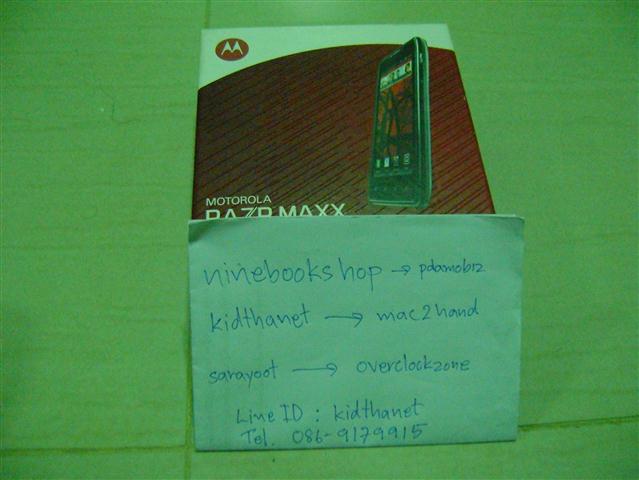 MOTOROLA
RAZR MAXX
ninebookshop → pdamobiz
kidthanet → mac2hand
sarayoot → overclockzone
Line ID : kidthanet
Tel. 086-9179915